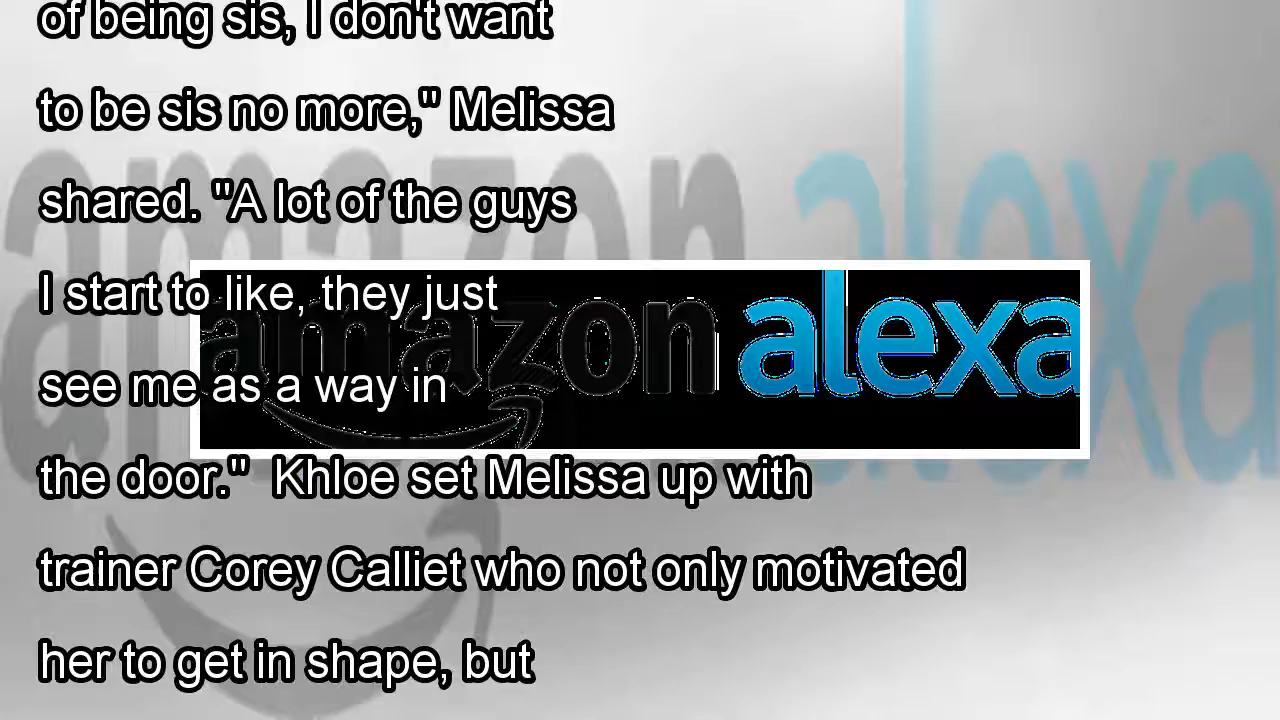 of being sis, I don't want
to be sis no more," Melissa
shared. "A lot of the guys
I start to like, they just
see me as a way in
the door."  Khloe set Melissa up with
trainer Corey Calliet who not only motivated
her to get in shape, but
amazon alexa
amazon alexa